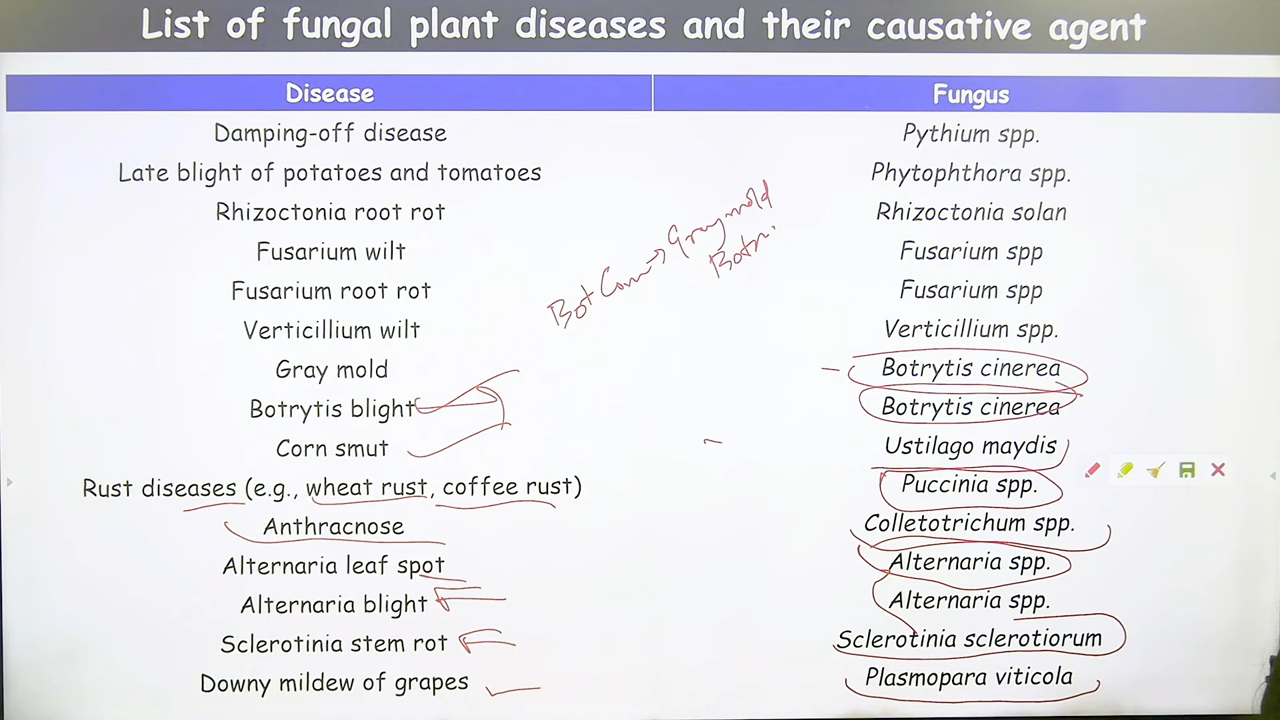 List of fungal plant diseases and their causative agent
Disease Fungus
Damping-off disease Pythium spp.
Late blight of potatoes and tomatoes Phytophthora spp.
Rhizoctonia root rot Rhizoctonia solan
Fusarium wilt Fusarium spp
Fusarium root rot Fusarium spp
Verticillium wilt Verticillium spp.
Gray mold Botrytis cinerea
Botrytis blight Botrytis cinerea
Corn smut Ustilago maydis
Rust diseases (e.g., wheat rust, coffee rust) Puccinia spp.
Anthracnose Colletotrichum spp.
Alternaria leaf spot Alternaria spp.
Alternaria blight Alternaria spp.
Sclerotinia stem rot Sclerotinia sclerotiorum
Downy mildew of grapes Plasmopara viticola
Bot → Gray mold